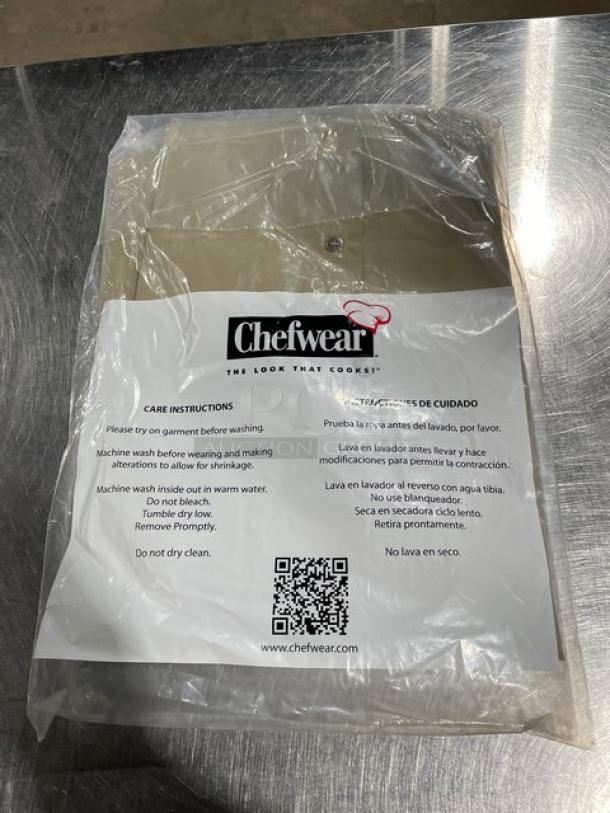 Chefwear
THE LOOK THAT COOKS!®
CARE INSTRUCTIONS
Please try on garment before washing.
Machine wash before wearing and making
alterations to allow for shrinkage.
Machine wash inside out in warm water.
Do not bleach.
Tumble dry low.
Remove Promptly.
Do not dry clean.
INSTRUCTIONES DE CUIDADO
Prueba la ropa antes del lavado, por favor.
Lava en lavador antes llevar y hace
modificaciones para permitir la contracción.
Lava en lavador al reverso con agua tibia.
No use blanqueador.
Seca en secadora ciclo lento.
Retira prontamente.
No lava en seco.
www.chefwear.com